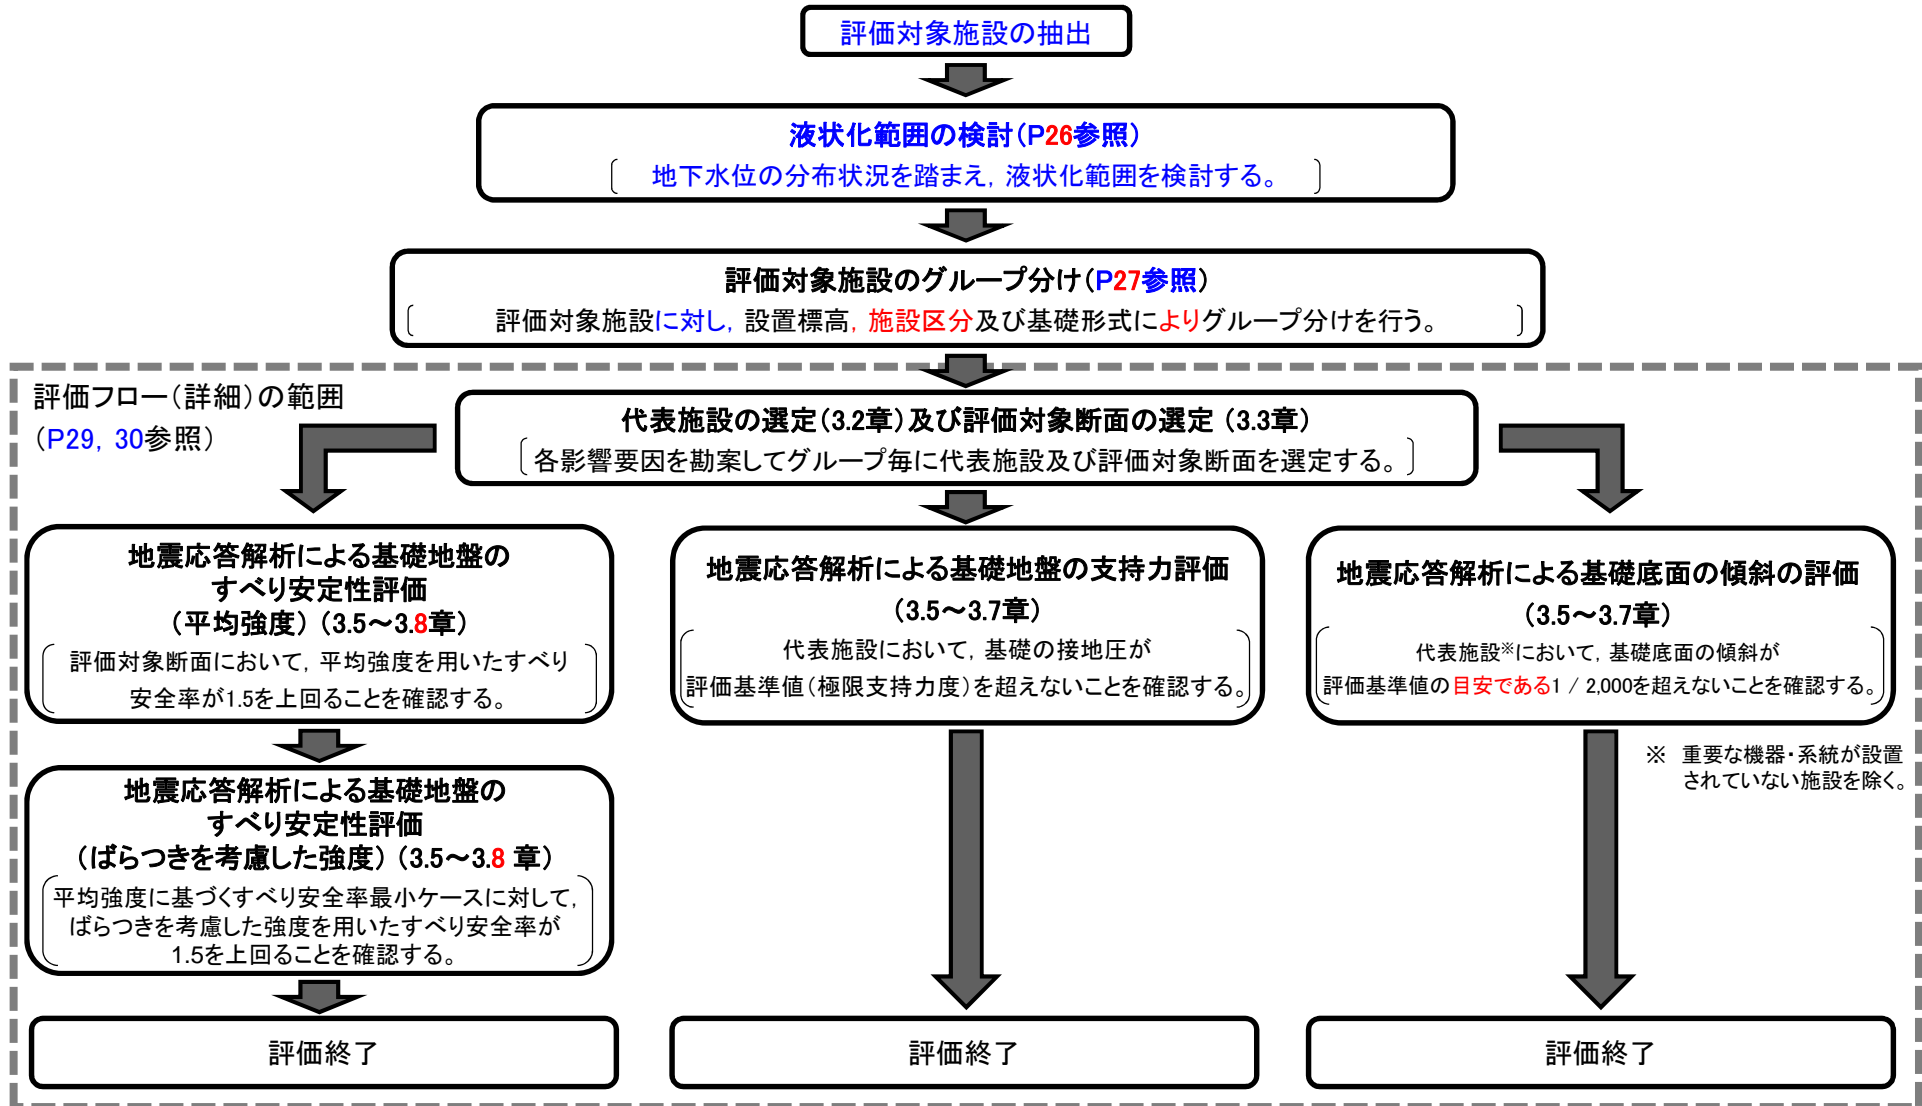 評価対象施設の抽出
液状化範囲の検討(P26参照)
地下水位の分布状況を踏まえ, 液状化範囲を検討する。
評価対象施設のグループ分け(P27参照)
評価対象施設に対し, 設置標高, 施設区分及び基礎形式によりグループ分けを行う。
評価フロー(詳細)の範囲
(P29, 30参照)
代表施設の選定(3.2章)及び評価対象断面の選定 (3.3章)
各影響要因を勘案してグループ毎に代表施設及び評価対象断面を選定する。
地震応答解析による基礎地盤の
すべり安定性評価
(平均強度) (3.5～3.8章)
評価対象断面において, 平均強度を用いたすべり
安全率が1.5を上回ることを確認する。
地震応答解析による基礎地盤の
すべり安定性評価
(ばらつきを考慮した強度) (3.5～3.8 章)
平均強度に基づくすべり安全率最小ケースに対して,
ばらつきを考慮した強度を用いたすべり安全率が
1.5を上回ることを確認する。
評価終了
地震応答解析による基礎地盤の支持力評価
(3.5～3.7章)
代表施設において, 基礎の接地圧が
評価基準値(極限支持力度)を超えないことを確認する。
評価終了
地震応答解析による基礎底面の傾斜の評価
(3.5～3.7章)
代表施設※において, 基礎底面の傾斜が
評価基準値の目安である1 / 2,000を超えないことを確認する。
※ 重要な機器・系統が設置
されていない施設を除く。
評価終了